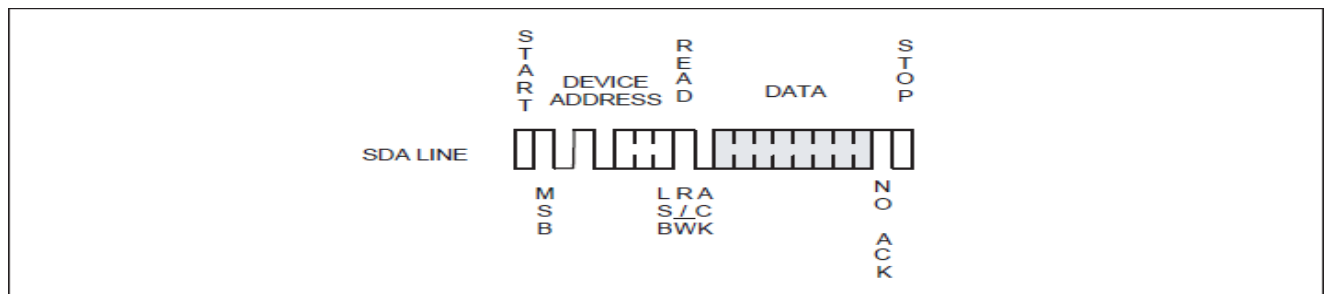 START
DEVICE
ADDRESS
READ
DATA
STOP
SDA LINE
MSB
LSB
R/W
ACK
NO ACK